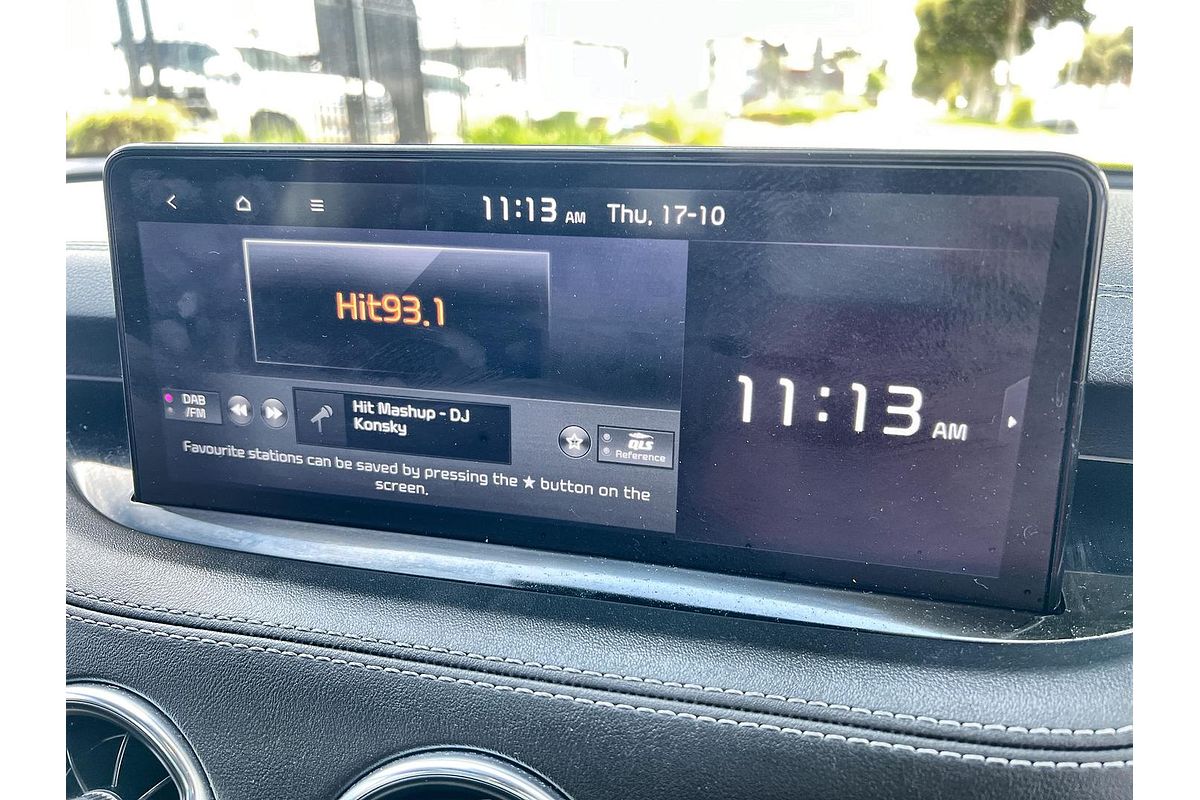 11:13 AM Thu, 17-10
Hit93.1
DAB
/FM
Hit Mashup - DJ
Konsky
QLS
Reference
Favourite stations can be saved by pressing the ★ button on the
screen.
11:13 AM